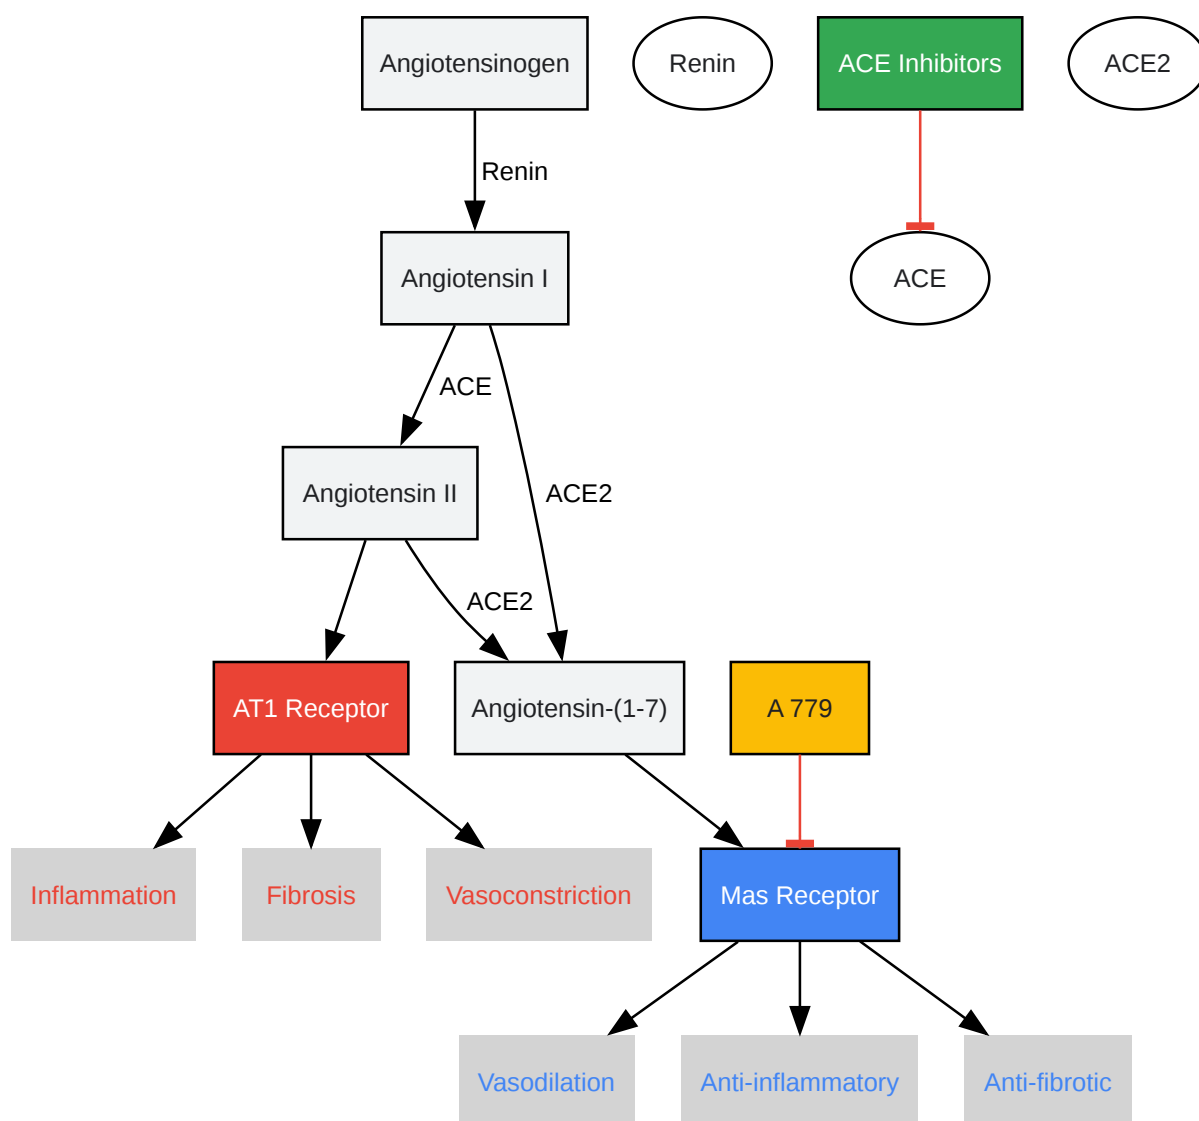 Angiotensinogen
Renin
ACE Inhibitors
ACE2
Renin
Angiotensin I
ACE
ACE
Angiotensin II
ACE2
ACE2
AT1 Receptor
Angiotensin-(1-7)
A 779
Inflammation
Fibrosis
Vasoconstriction
Mas Receptor
Vasodilation
Anti-inflammatory
Anti-fibrotic